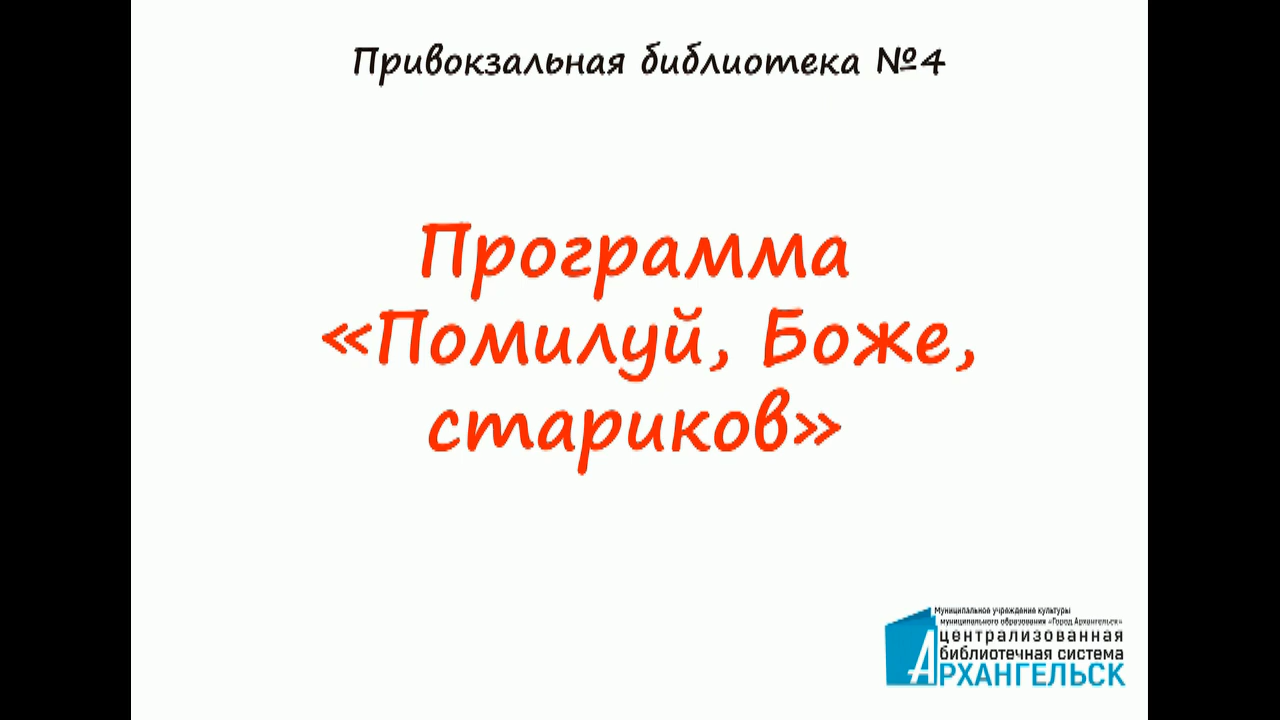 Привокзальная библиотека №4
Программа
«Помилуй, Боже,
стариков»
Муниципальное учреждение культуры
муниципального образования «Город Архангельск»
централизованная
библиотечная система
АРХАНГЕЛЬСК